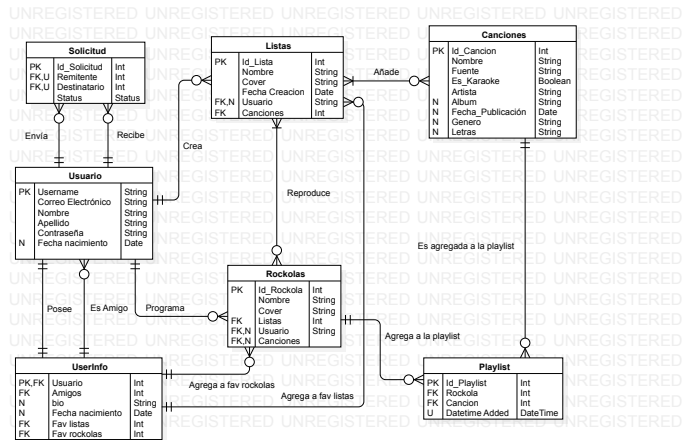 UNREGISTERED
Solicitud
PK Id_Solicitud Int
FK,U Remitente Int
FK,U Destinatario Int
Status Status
Envía
Recibe
Listas
PK Id_Lista Int
Nombre String
Cover String
Fecha Creacion Date
FK,N Usuario String
FK Canciones Int
Añade
Canciones
PK Id_Cancion Int
Nombre String
Fuente String
Es_Karaoke Boolean
Artista String
N Album String
N Fecha_Publicación Date
N Genero String
N Letras String
Crea
Usuario
PK Username String
Correo Electrónico String
Nombre String
Apellido String
Contraseña String
N Fecha nacimiento Date
Reproduce
Es agregada a la playlist
Posee
Es Amigo
Programa
Rockolas
PK Id_Rockola Int
Nombre String
Cover String
FK Listas Int
FK,N Usuario String
FK,N Canciones
Agrega a la playlist
UserInfo
PK,FK Usuario Int
FK Amigos Int
N bio String
N Fecha nacimiento Date
FK Fav listas Int
FK Fav rockolas Int
Agrega a fav rockolas
Agrega a fav listas
Playlist
PK Id_Playlist Int
FK Rockola Int
FK Cancion Int
U Datetime Added DateTime